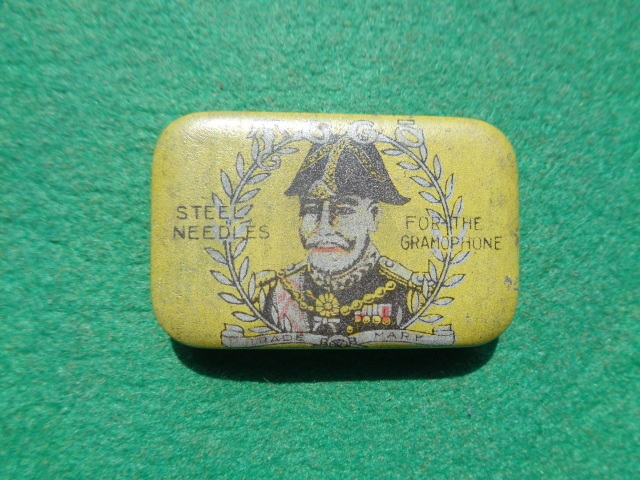 STEEL
NEEDLES
FOR THE
GRAMOPHONE
TRADE MARK